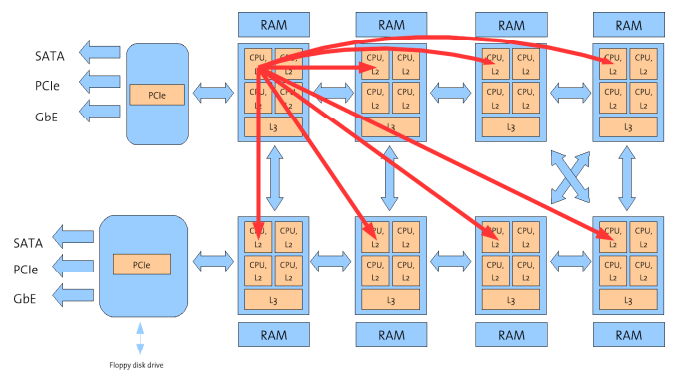 RAM
RAM
RAM
RAM
SATA
PCIe
GbE
PCIe
CPU,
L2
CPU,
L2
CPU,
L2
CPU,
L2
L3
CPU,
L2
CPU,
L2
CPU,
L2
CPU,
L2
L3
CPU,
L2
CPU,
L2
CPU,
L2
CPU,
L2
L3
CPU,
L2
CPU,
L2
CPU,
L2
CPU,
L2
L3
SATA
PCIe
GbE
PCIe
CPU,
L2
CPU,
L2
CPU,
L2
CPU,
L2
L3
CPU,
L2
CPU,
L2
CPU,
L2
CPU,
L2
L3
CPU,
L2
CPU,
L2
CPU,
L2
CPU,
L2
L3
CPU,
L2
CPU,
L2
CPU,
L2
CPU,
L2
L3
RAM
RAM
RAM
RAM
Floppy disk drive